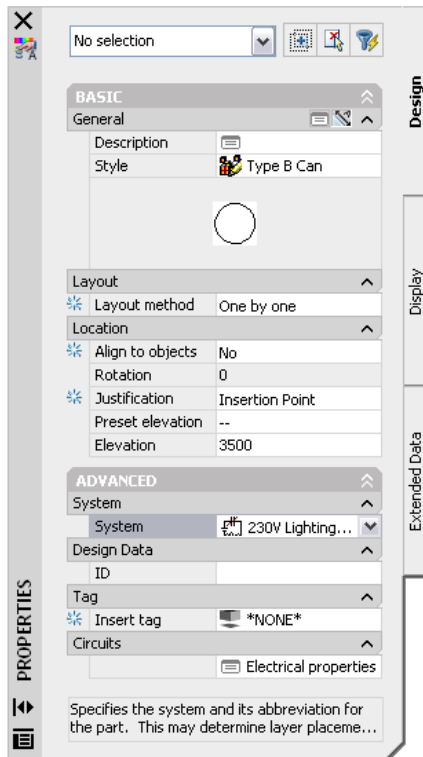 No selection
Design
BASIC
General
Description
Style Type B Can
Display
Layout
Layout method One by one
Location
Align to objects No
Rotation 0
Justification Insertion Point
Preset elevation --
Elevation 3500
Extended Data
ADVANCED
System
System 230V Lighting...
Design Data
ID
Tag
Insert tag *NONE*
Circuits
Electrical properties
PROPERTIES
Specifies the system and its abbreviation for
the part. This may determine layer placeme...